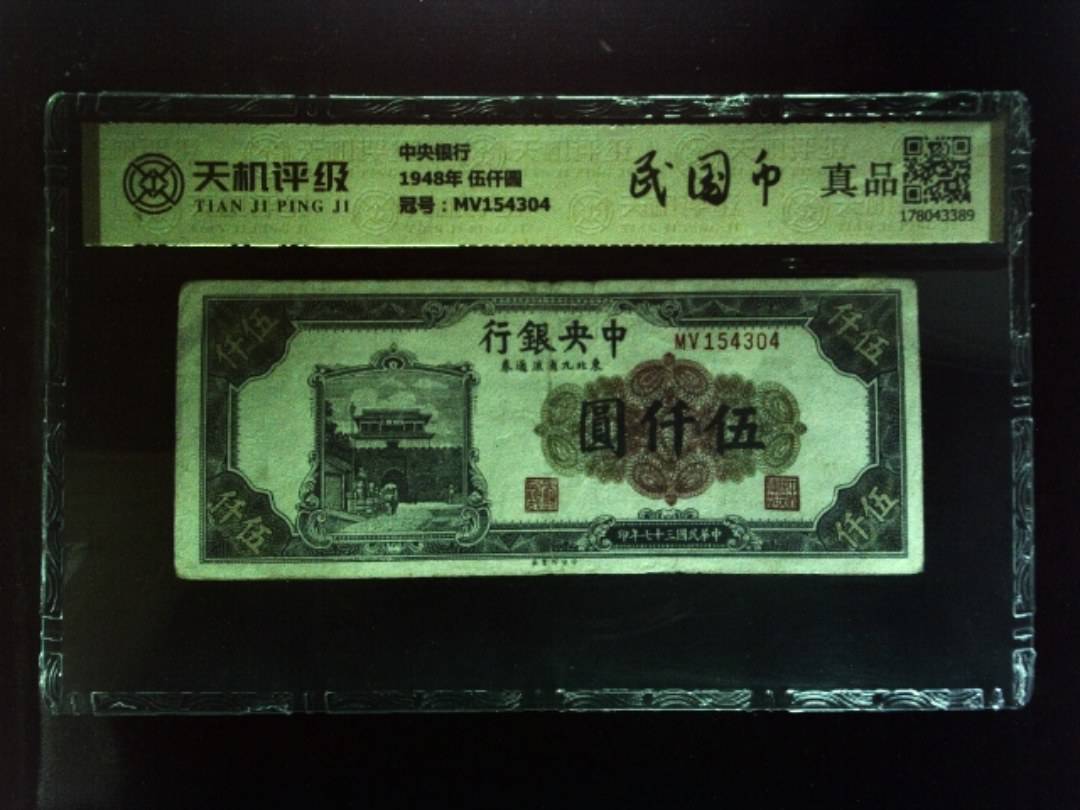 天机评级
TIAN JI PING JI
中央银行
1948年 伍仟圓
冠号：MV154304
民国币
真品
178043389
行銀央中
MV154304
券通流省九北東
圓仟伍
仟伍
仟伍
仟伍
仟伍
印年七十三國民華中